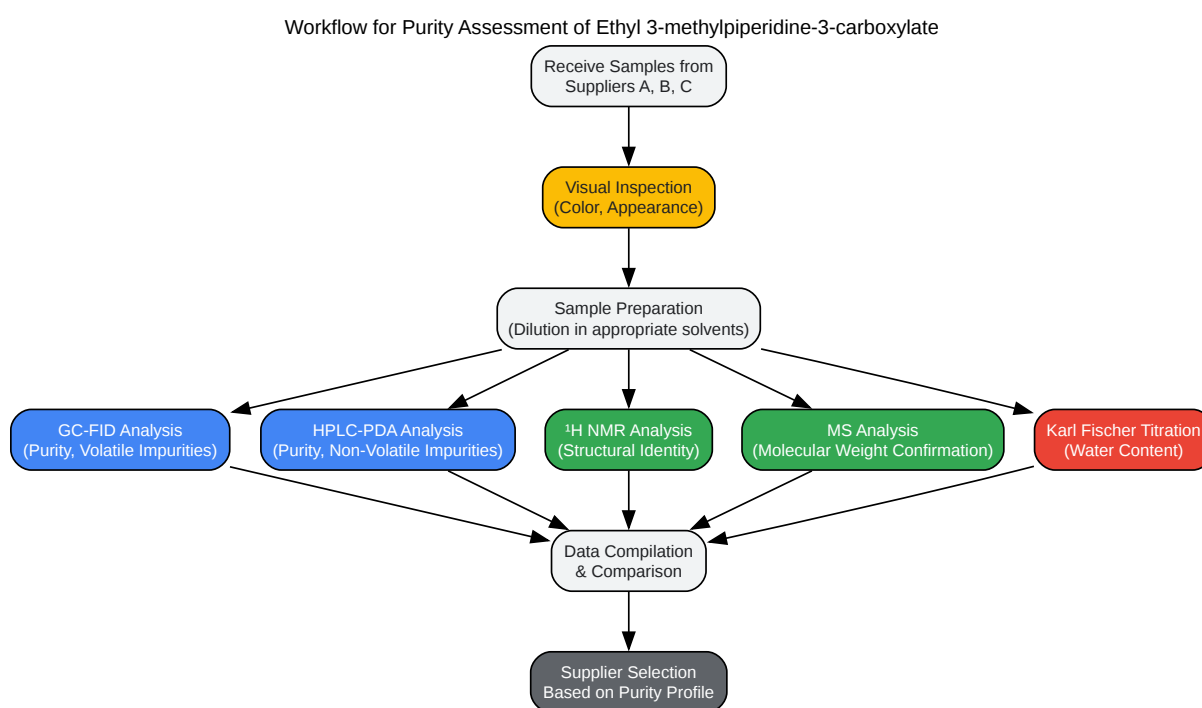 Workflow for Purity Assessment of Ethyl 3-methylpiperidine-3-carboxylate
Receive Samples from
Suppliers A, B, C
Visual Inspection
(Color, Appearance)
Sample Preparation
(Dilution in appropriate solvents)
GC-FID Analysis
(Purity, Volatile Impurities)
HPLC-PDA Analysis
(Purity, Non-Volatile Impurities)
¹H NMR Analysis
(Structural Identity)
MS Analysis
(Molecular Weight Confirmation)
Karl Fischer Titration
(Water Content)
Data Compilation
& Comparison
Supplier Selection
Based on Purity Profile